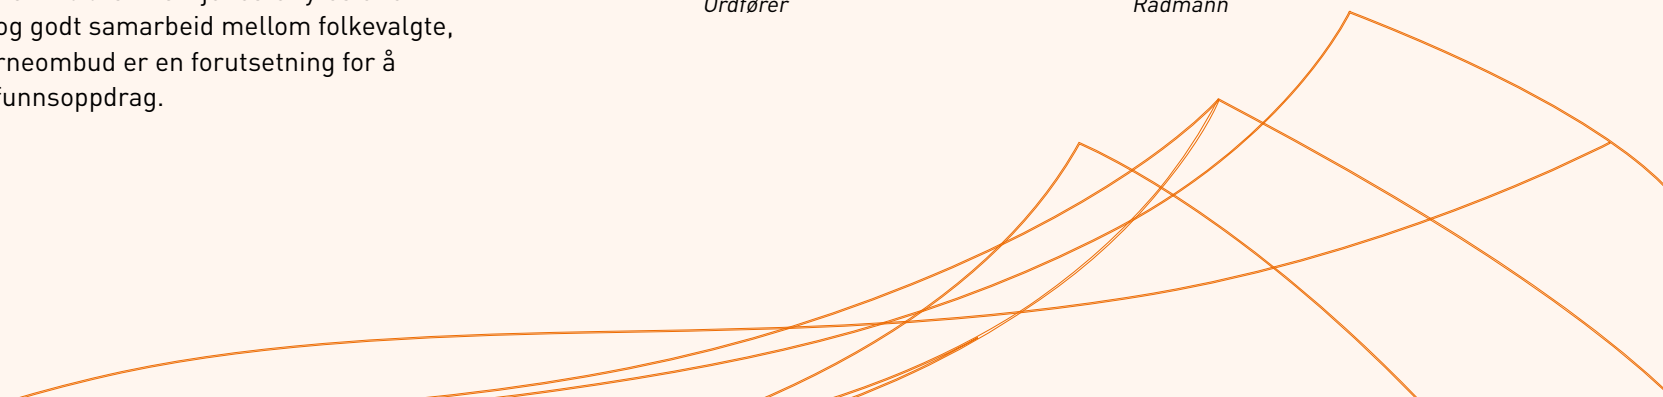 og godt samarbeid mellom folkevalgte,
rneombud er en forutsetning for å
funnsoppdrag.
Ordfører
Rådmann